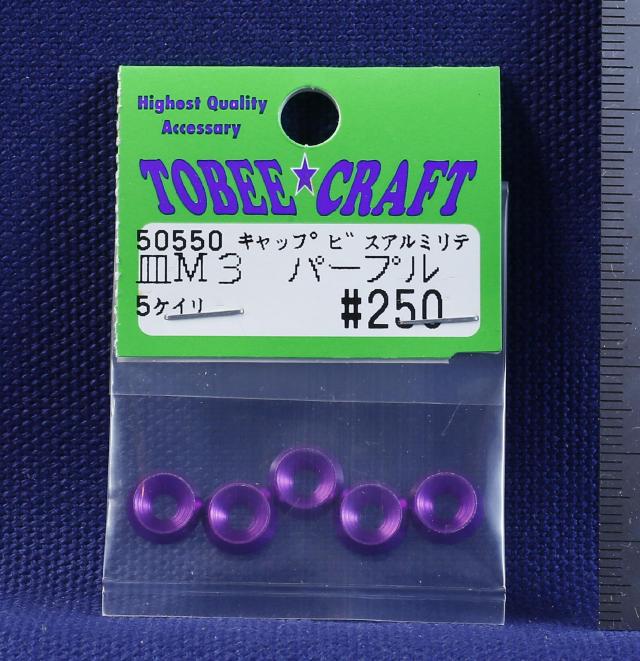 Highest Quality
Accessary
TOBEE★CRAFT
50550 キャップビスアルミリテ
皿M3 パープル
5ケイリ
#250